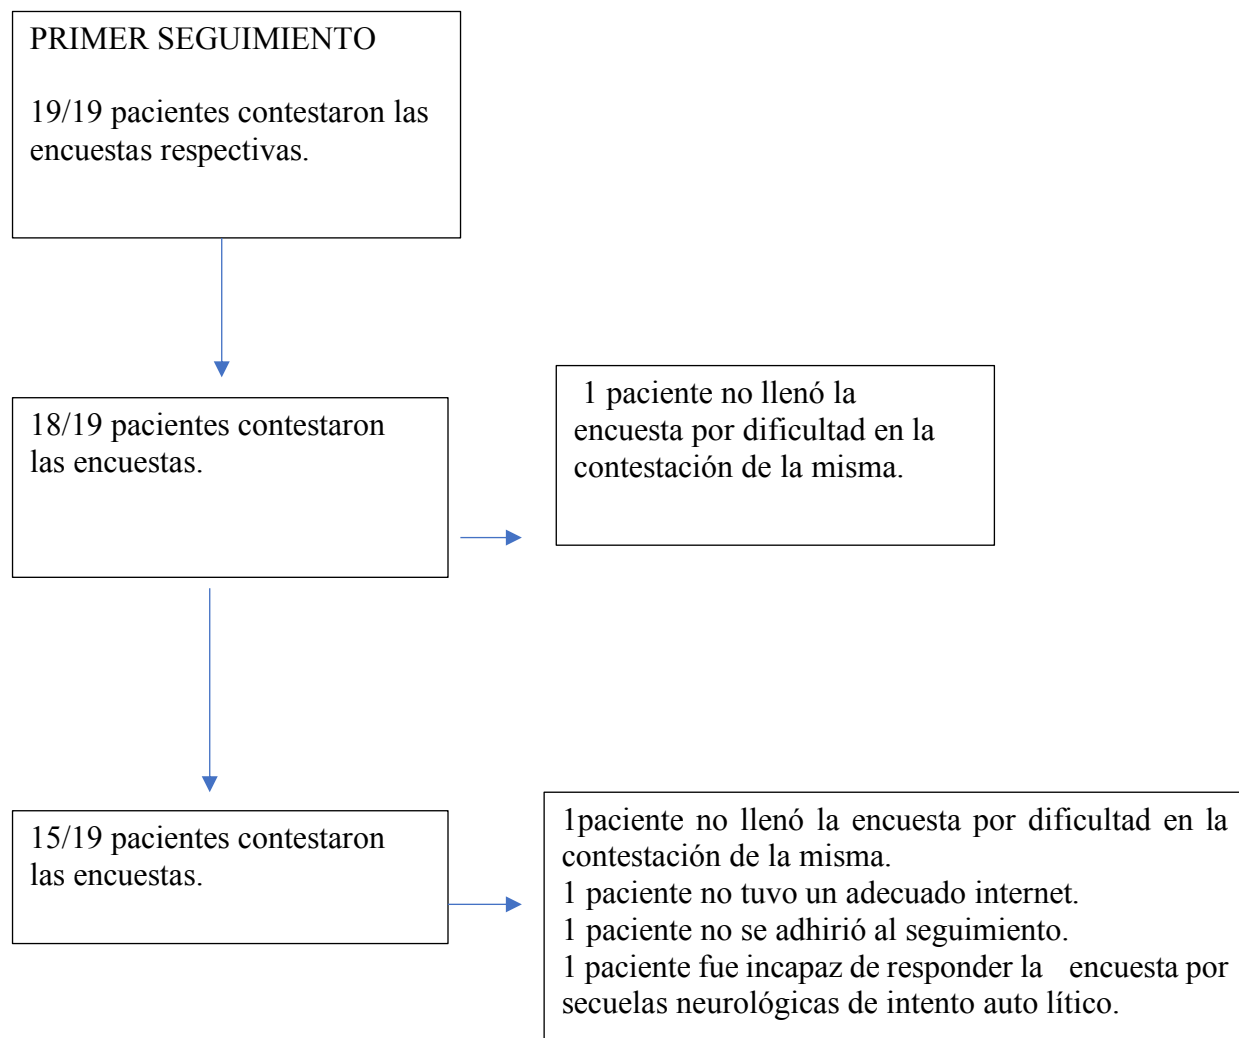 PRIMER SEGUIMIENTO
19/19 pacientes contestaron las
encuestas respectivas.
18/19 pacientes contestaron
las encuestas.
1 paciente no llenó la
encuesta por dificultad en la
contestación de la misma.
15/19 pacientes contestaron
las encuestas.
1paciente no llenó la encuesta por dificultad en la
contestación de la misma.
1 paciente no tuvo un adecuado internet.
1 paciente no se adhirió al seguimiento.
1 paciente fue incapaz de responder la encuesta por
secuelas neurológicas de intento auto lítico.